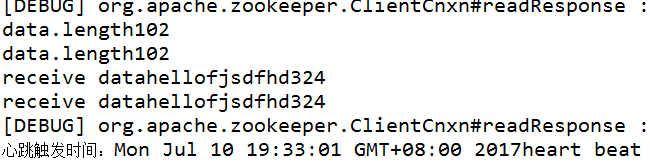 [DEBUG] org.apache.zookeeper.ClientCnxn#readResponse :
data.length102
data.length102
receive datahellofjsdfhd324
receive datahellofjsdfhd324
[DEBUG] org.apache.zookeeper.ClientCnxn#readResponse :
心跳触发时间：Mon Jul 10 19:33:01 GMT+08:00 2017heart beat